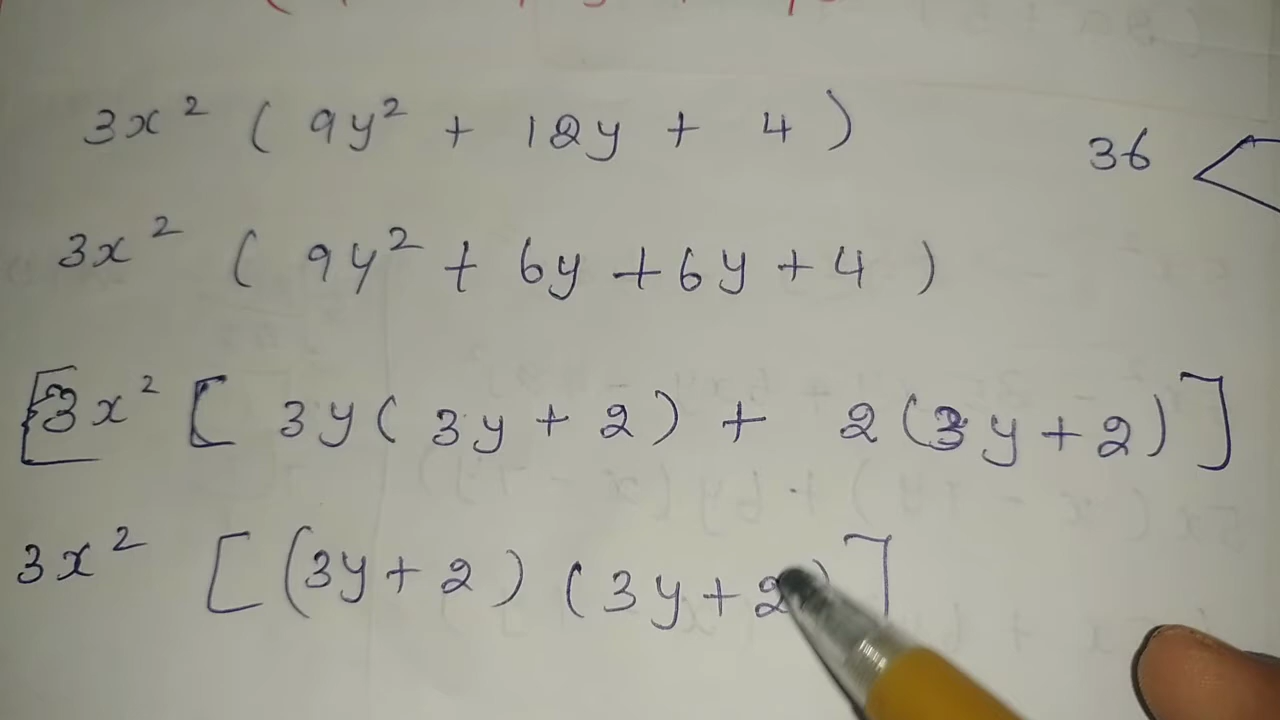 3x² ( 9y² + 12y + 4 )
36
3x² ( 9y² + 6y + 6y + 4 )
3x² [ 3y ( 3y + 2 ) + 2 ( 3y + 2 ) ]
3x² [ ( 3y + 2 ) ( 3y + 2 ) ]